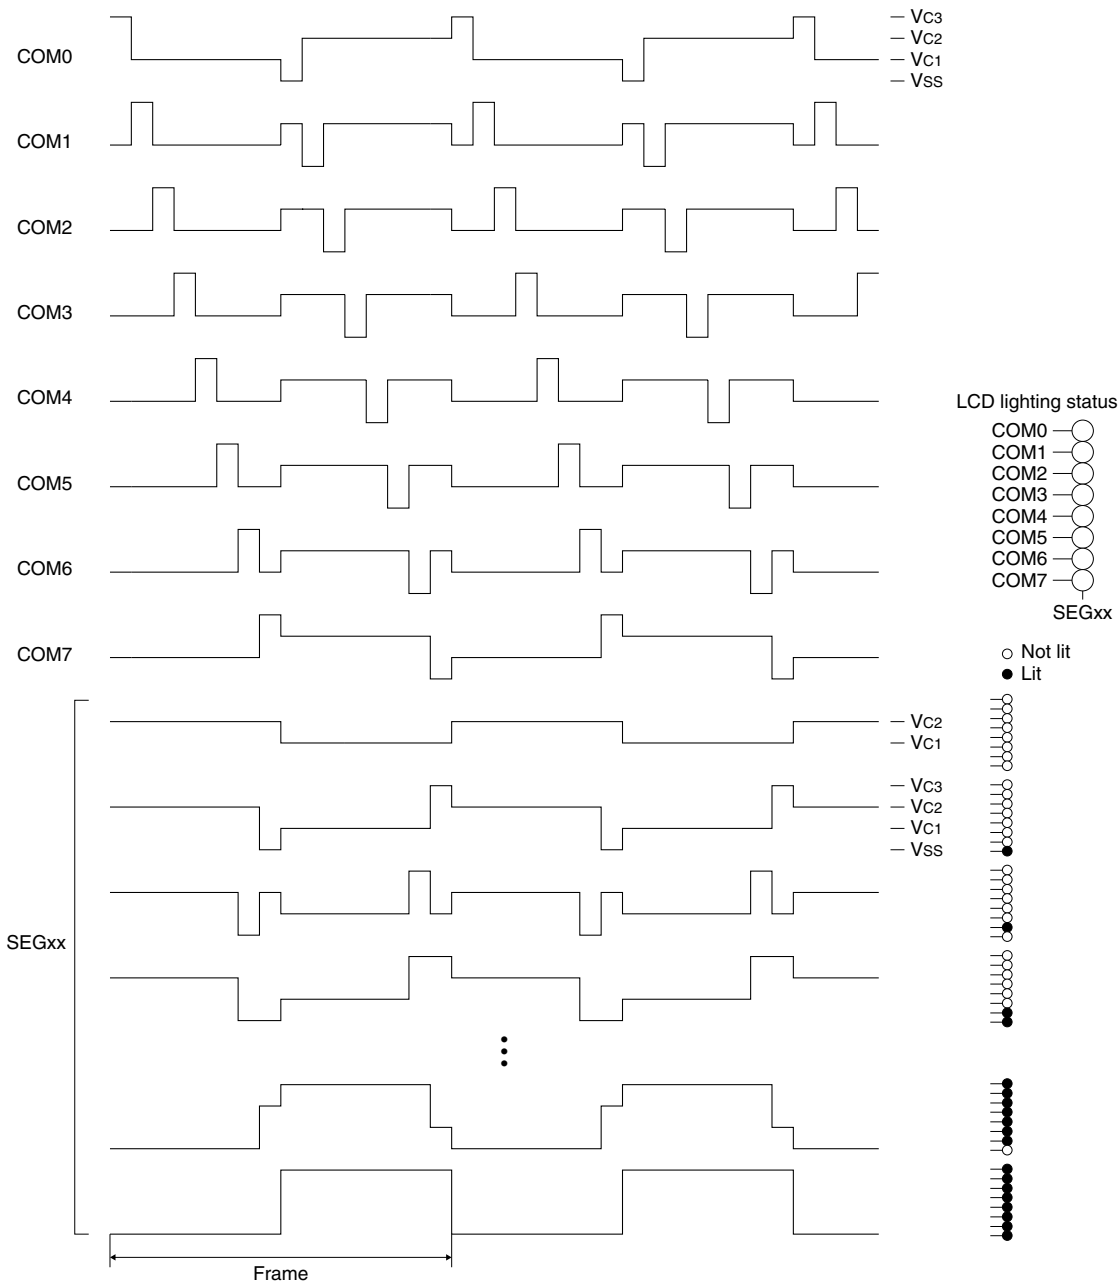 COM0
VC3
VC2
VC1
VSS
COM1
COM2
COM3
COM4
COM5
COM6
COM7
LCD lighting status
COM0
COM1
COM2
COM3
COM4
COM5
COM6
COM7
SEGxx
Not lit
Lit
SEGxx
VC2
VC1
VC3
VC2
VC1
VSS
Frame